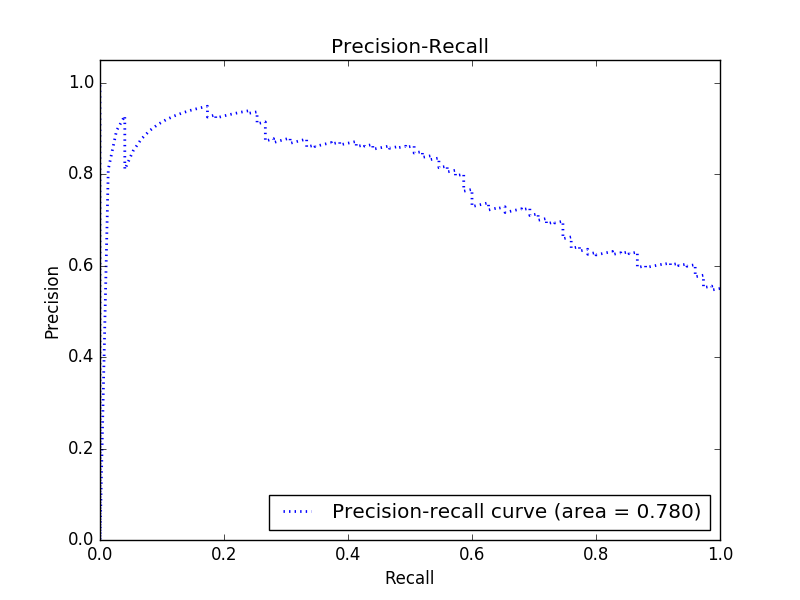 Precision-Recall
1.0
0.8
0.6
0.4
0.2
0.0
Precision
Precision-recall curve (area = 0.780)
0.0 0.2 0.4 0.6 0.8 1.0
Recall